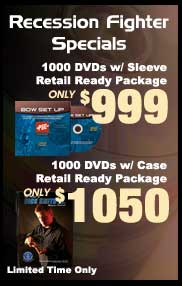 Recession Fighter
Specials
1000 DVDs w/ Sleeve
Retail Ready Package
ONLY $999
BOW SET UP
1000 DVDs w/ Case
Retail Ready Package
ONLY $1050
Limited Time Only